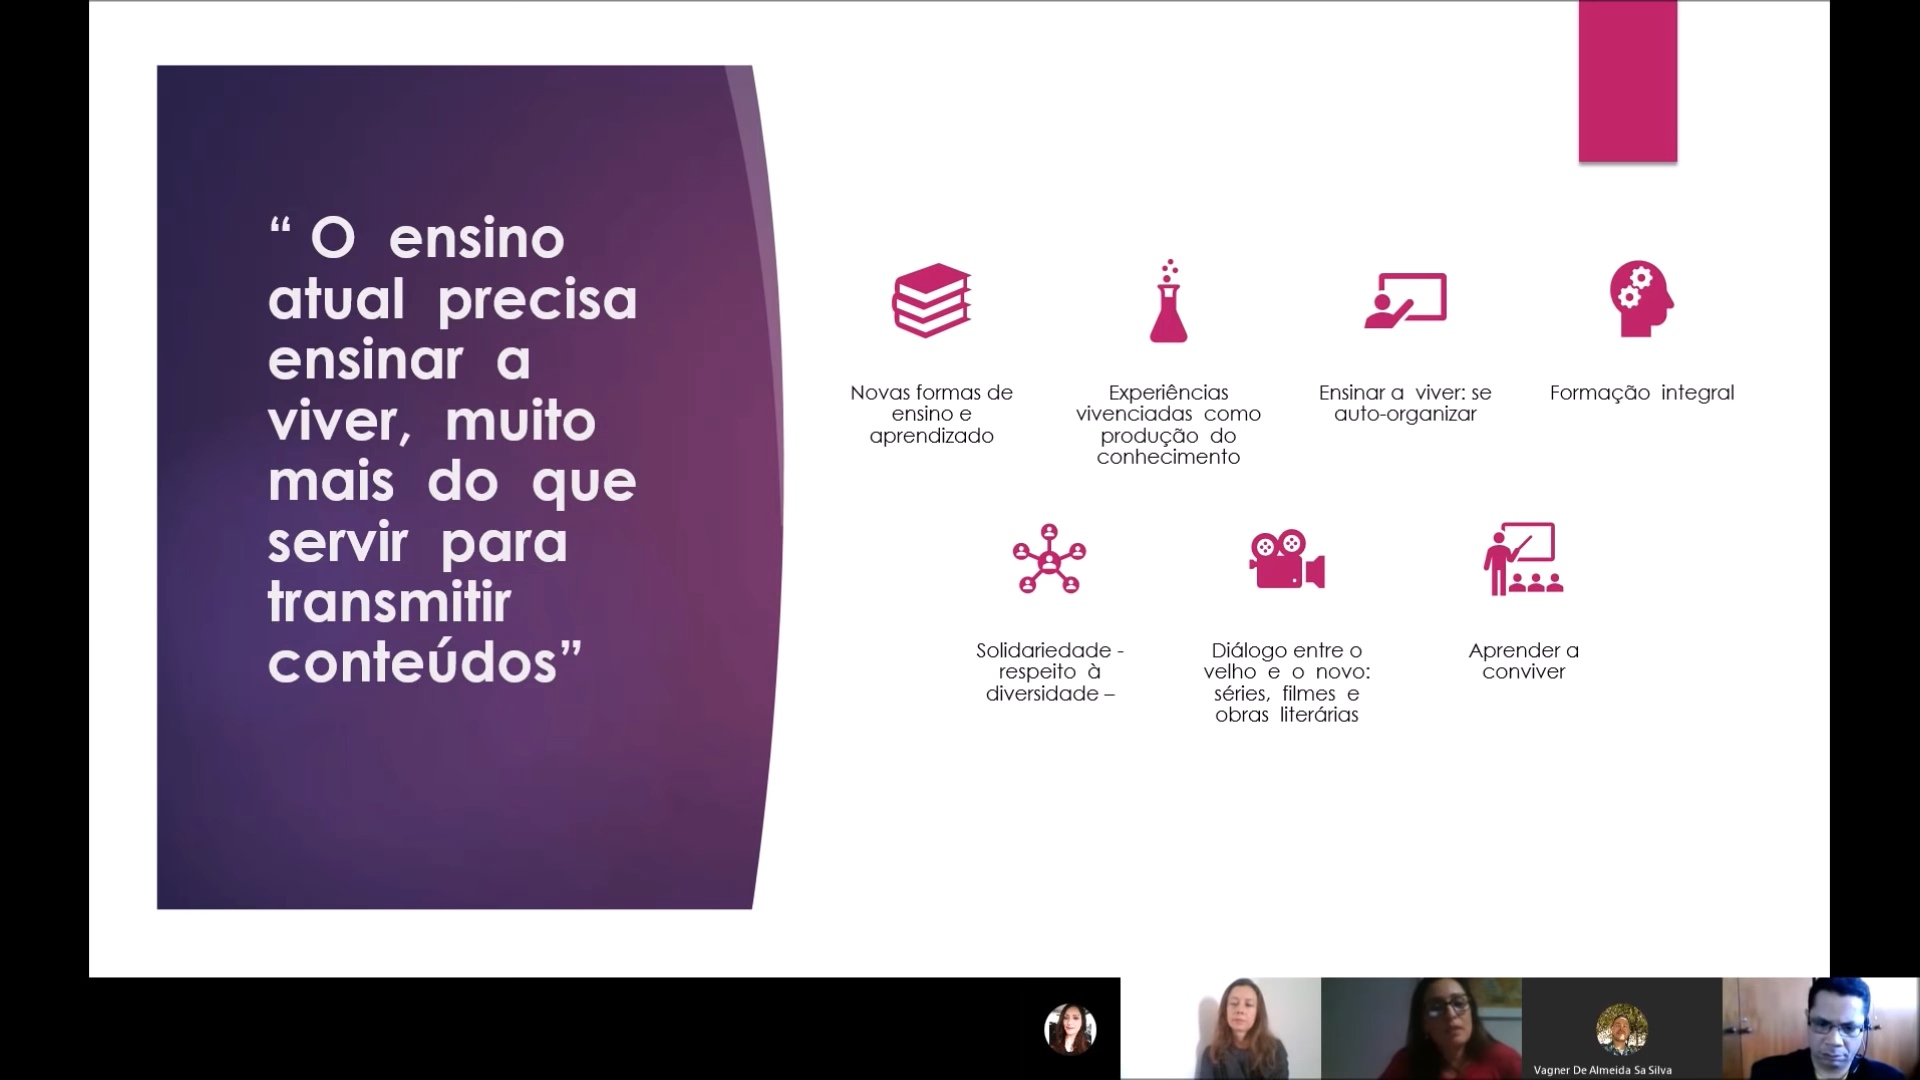 “ O ensino
atual precisa
ensinar a
viver, muito
mais do que
servir para
transmitir
conteúdos”
Novas formas de
ensino e
aprendizado
Experiências
vivenciadas como
produção do
conhecimento
Ensinar a viver: se
auto-organizar
Formação integral
Solidariedade -
respeito à
diversidade –
Diálogo entre o
velho e o novo:
séries, filmes e
obras literárias
Aprender a
conviver
Vagner De Almeida Sa Silva